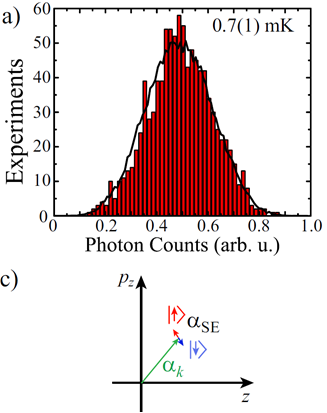 a)
0.7(1) mK
60
50
40
30
20
10
0
Experiments
0 0.2 0.4 0.6 0.8 1.0
Photon Counts (arb. u.)
c)
p_z
|↑⟩ α_SE
|↓⟩
α_k
z